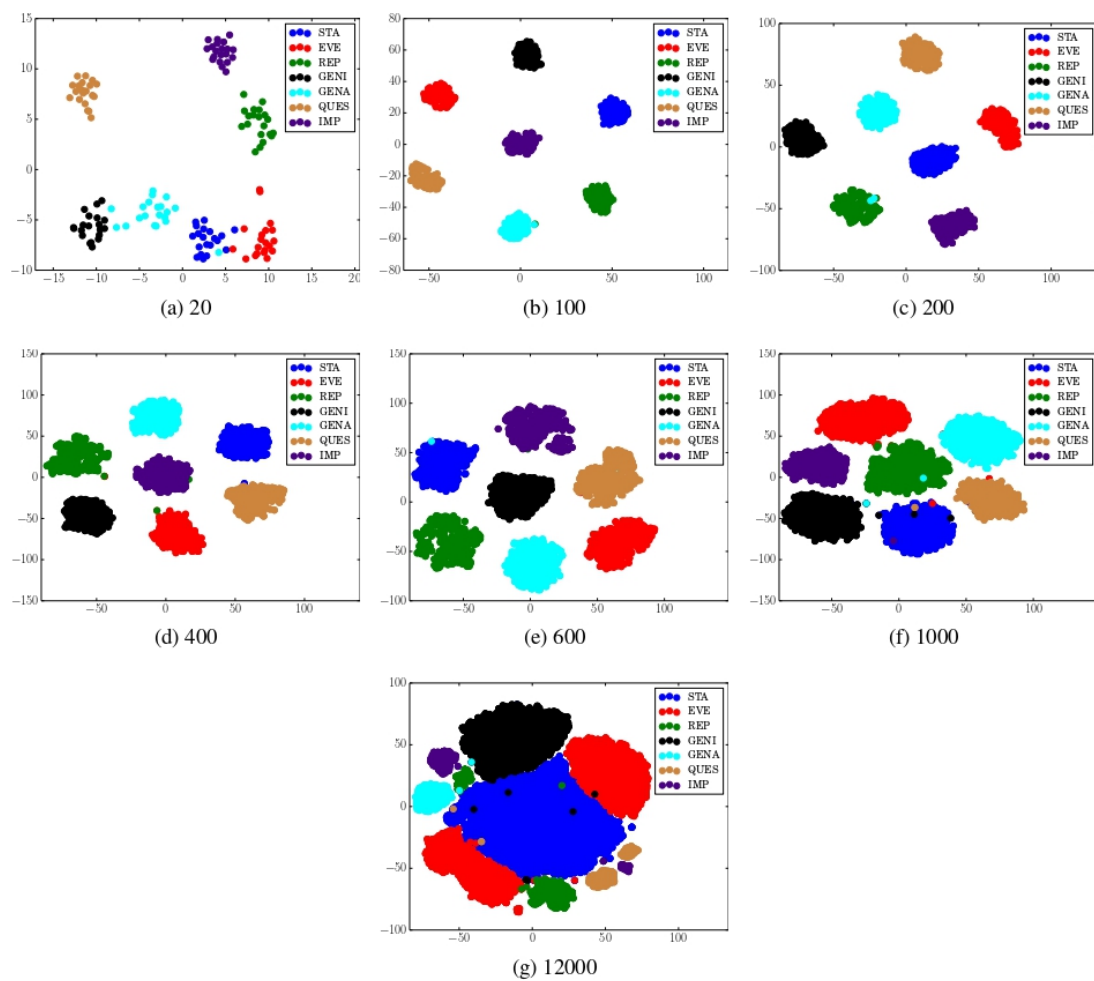 15
10
5
0
−5
−10
−15
−10
−5
0
5
10
15
20
STA
EVE
REP
GENI
GENA
QUES
IMP
(a) 20
80
60
40
20
0
−20
−40
−60
−80
−50
0
50
100
STA
EVE
REP
GENI
GENA
QUES
IMP
(b) 100
100
50
0
−50
−100
−50
0
50
100
STA
EVE
REP
GENI
GENA
QUES
IMP
(c) 200
150
100
50
0
−50
−100
−150
−50
0
50
100
STA
EVE
REP
GENI
GENA
QUES
IMP
(d) 400
150
100
50
0
−50
−100
−50
0
50
100
STA
EVE
REP
GENI
GENA
QUES
IMP
(e) 600
150
100
50
0
−50
−100
−150
−50
0
50
100
STA
EVE
REP
GENI
GENA
QUES
IMP
(f) 1000
100
50
0
−50
−100
−50
0
50
100
STA
EVE
REP
GENI
GENA
QUES
IMP
(g) 12000